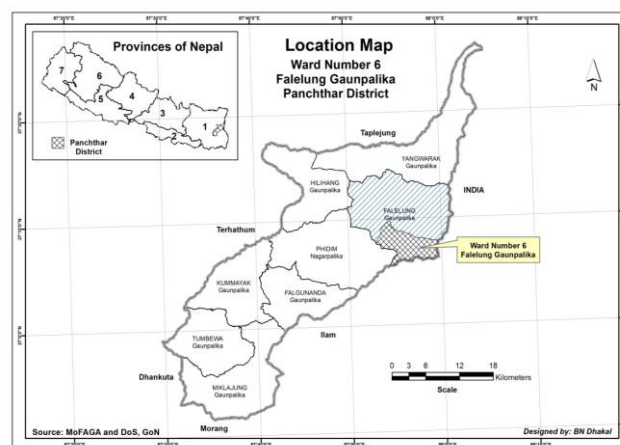 Provinces of Nepal
7
6
5
4
3
2
1
Panchthar
District
Location Map
Ward Number 6
Falelung Gaunpalika
Panchthar District
N
Taplejung
YANGWARAK
Gaunpalika
HILIHANG
Gaunpalika
INDIA
FALELUNG
Gaunpalika
Terhathum
PHIDIM
Nagarpalika
Ward Number 6
Falelung Gaunpalika
KUMMAYAK
Gaunpalika
FALGUNANDA
Gaunpalika
Ilam
TUMBEWA
Gaunpalika
Dhankuta
MIKLAJUNG
Gaunpalika
Morang
0 3 6 12 18
Kilometers
Scale
Source: MoFAGA and DoS, GoN
Designed by: BN Dhakal